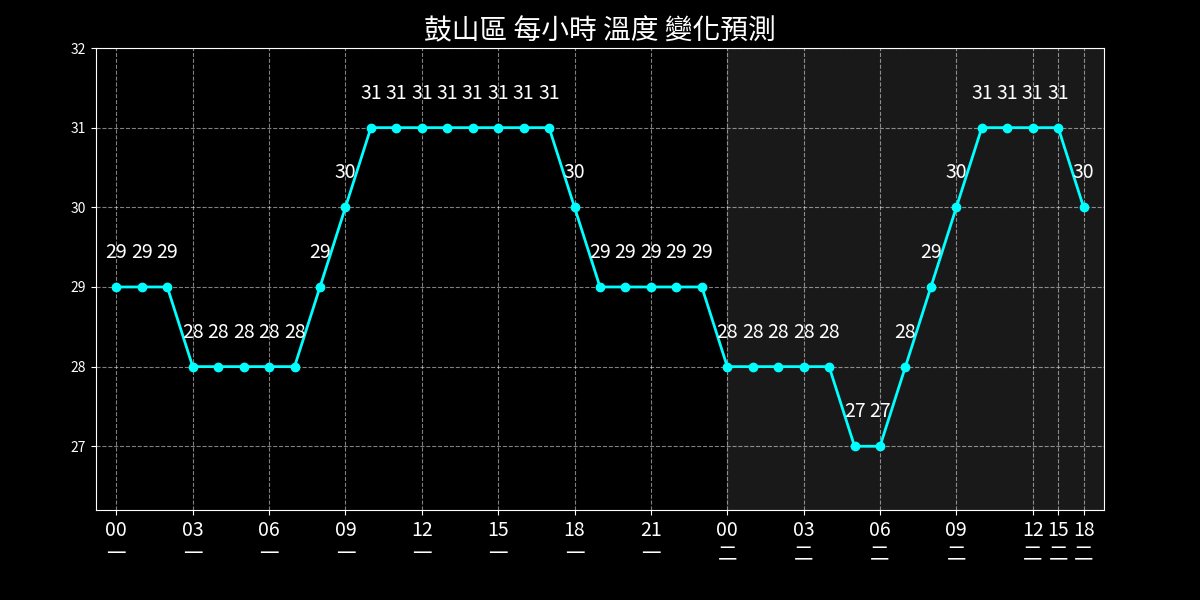 鼓山區 每小時 溫度 變化預測
32
31 31 31 31 31 31 31 31 31 31 31 31
31
30 30 30 30
30
29 29 29 29 29 29 29 29 29 29
29
28 28 28 28 28 28 28 28 28 28 28
28
27 27
27
00 03 06 09 12 15 18 21 00 03 06 09 12 15 18
一 一 一 一 一 一 一 一 二 二 二 二 二 二 二